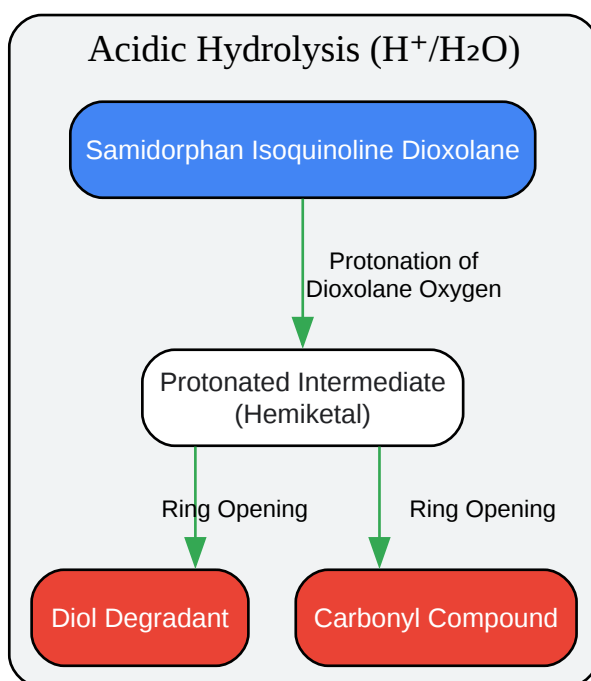 Acidic Hydrolysis (H⁺/H₂O)
Samidorphan Isoquinoline Dioxolane
Protonation of
Dioxolane Oxygen
Protonated Intermediate
(Hemiketal)
Ring Opening
Ring Opening
Diol Degradant
Carbonyl Compound